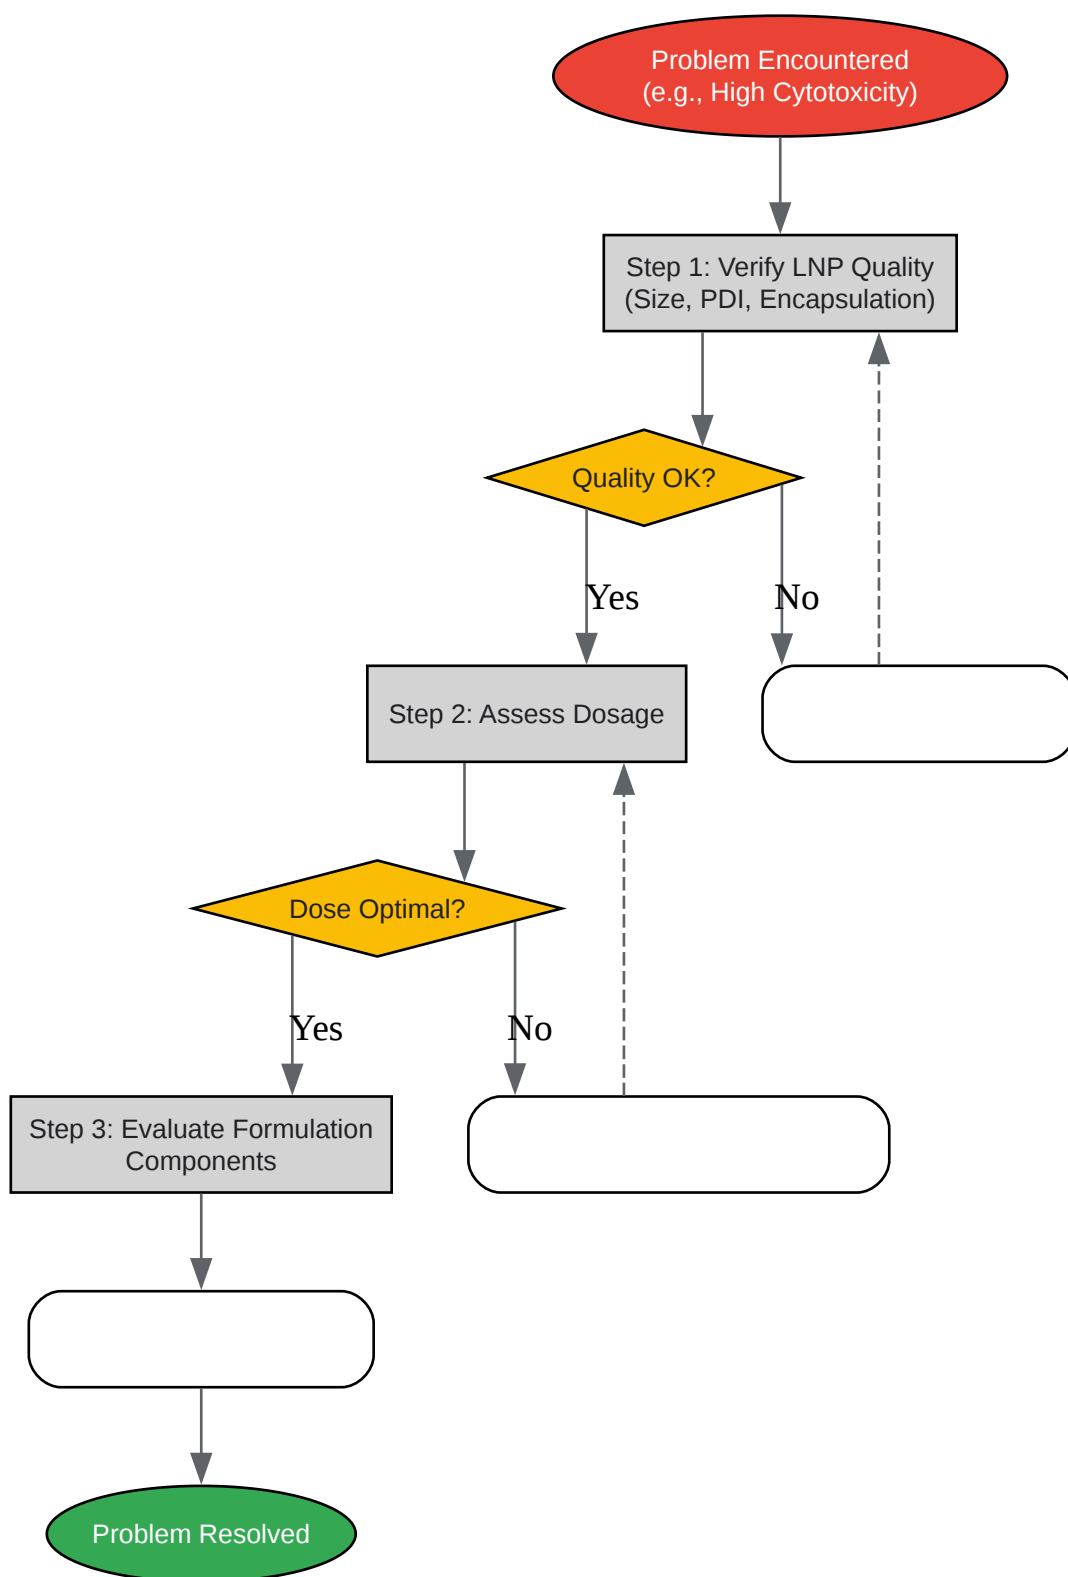 Problem Encountered
(e.g., High Cytotoxicity)
Step 1: Verify LNP Quality
(Size, PDI, Encapsulation)
Quality OK?
Yes
No
Step 2: Assess Dosage
Dose Optimal?
Yes
No
Step 3: Evaluate Formulation
Components
Problem Resolved